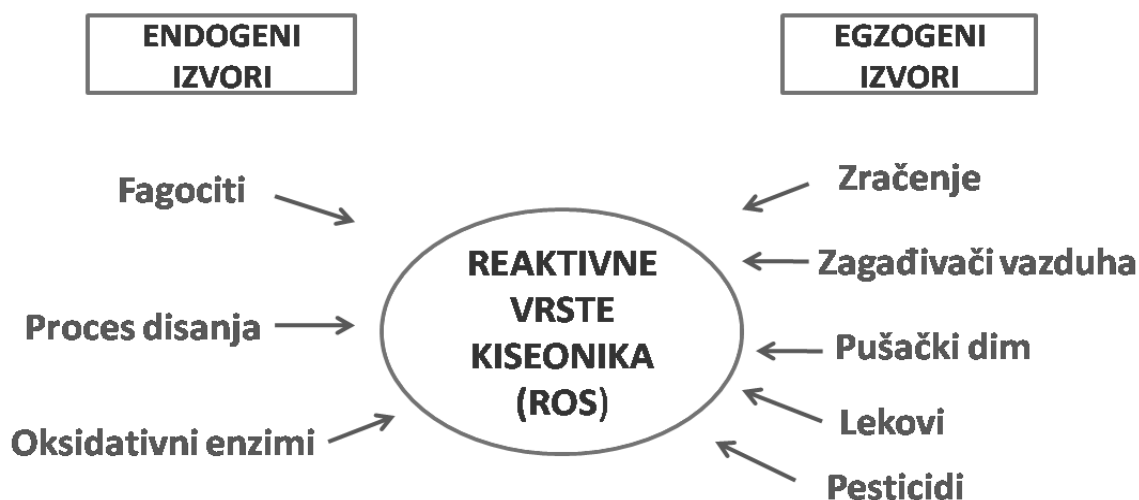 ENDOGENI
IZVORI
EGZOGENI
IZVORI
Fagociti
Proces disanja
Oksidativni enzimi
REAKTIVNE
VRSTE
KISEONIKA
(ROS)
Zračenje
Zagađivači vazduha
Pušački dim
Lekovi
Pesticidi